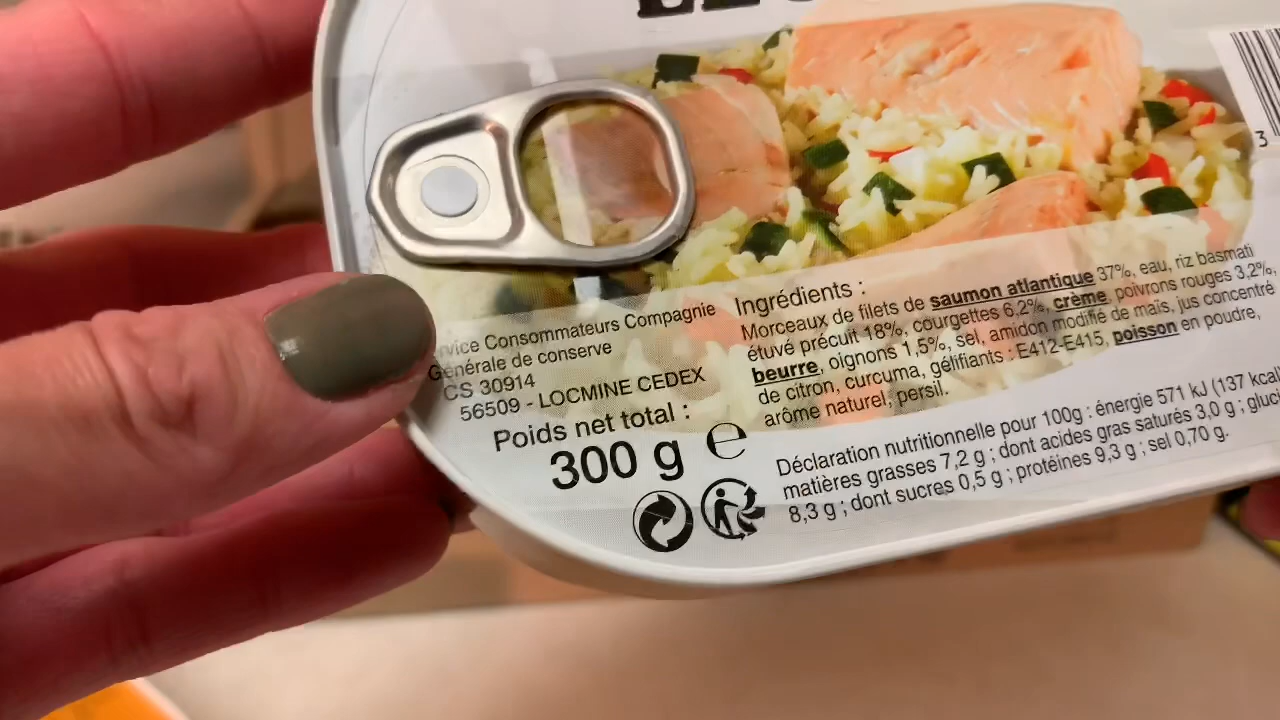 3
Service Consommateurs Compagnie
Générale de conserve
CS 30914
56509 - LOCMINE CEDEX
Poids net total :
300 g e
Ingrédients :
Morceaux de filets de saumon atlantique 37%, eau, riz basmati
étuvé précuit 18%, courgettes 6,2%, crème, poivrons rouges 3,2%,
beurre, oignons 1,5%, sel, amidon modifié de maïs, jus concentré
de citron, curcuma, gélifiants : E412-E415, poisson en poudre,
arôme naturel, persil.
Déclaration nutritionnelle pour 100g : énergie 571 kJ (137 kcal)
matières grasses 7,2 g ; dont acides gras saturés 3,0 g ;
8,3 g ; dont sucres 0,5 g ; protéines 9,3 g ; sel 0,70 g.